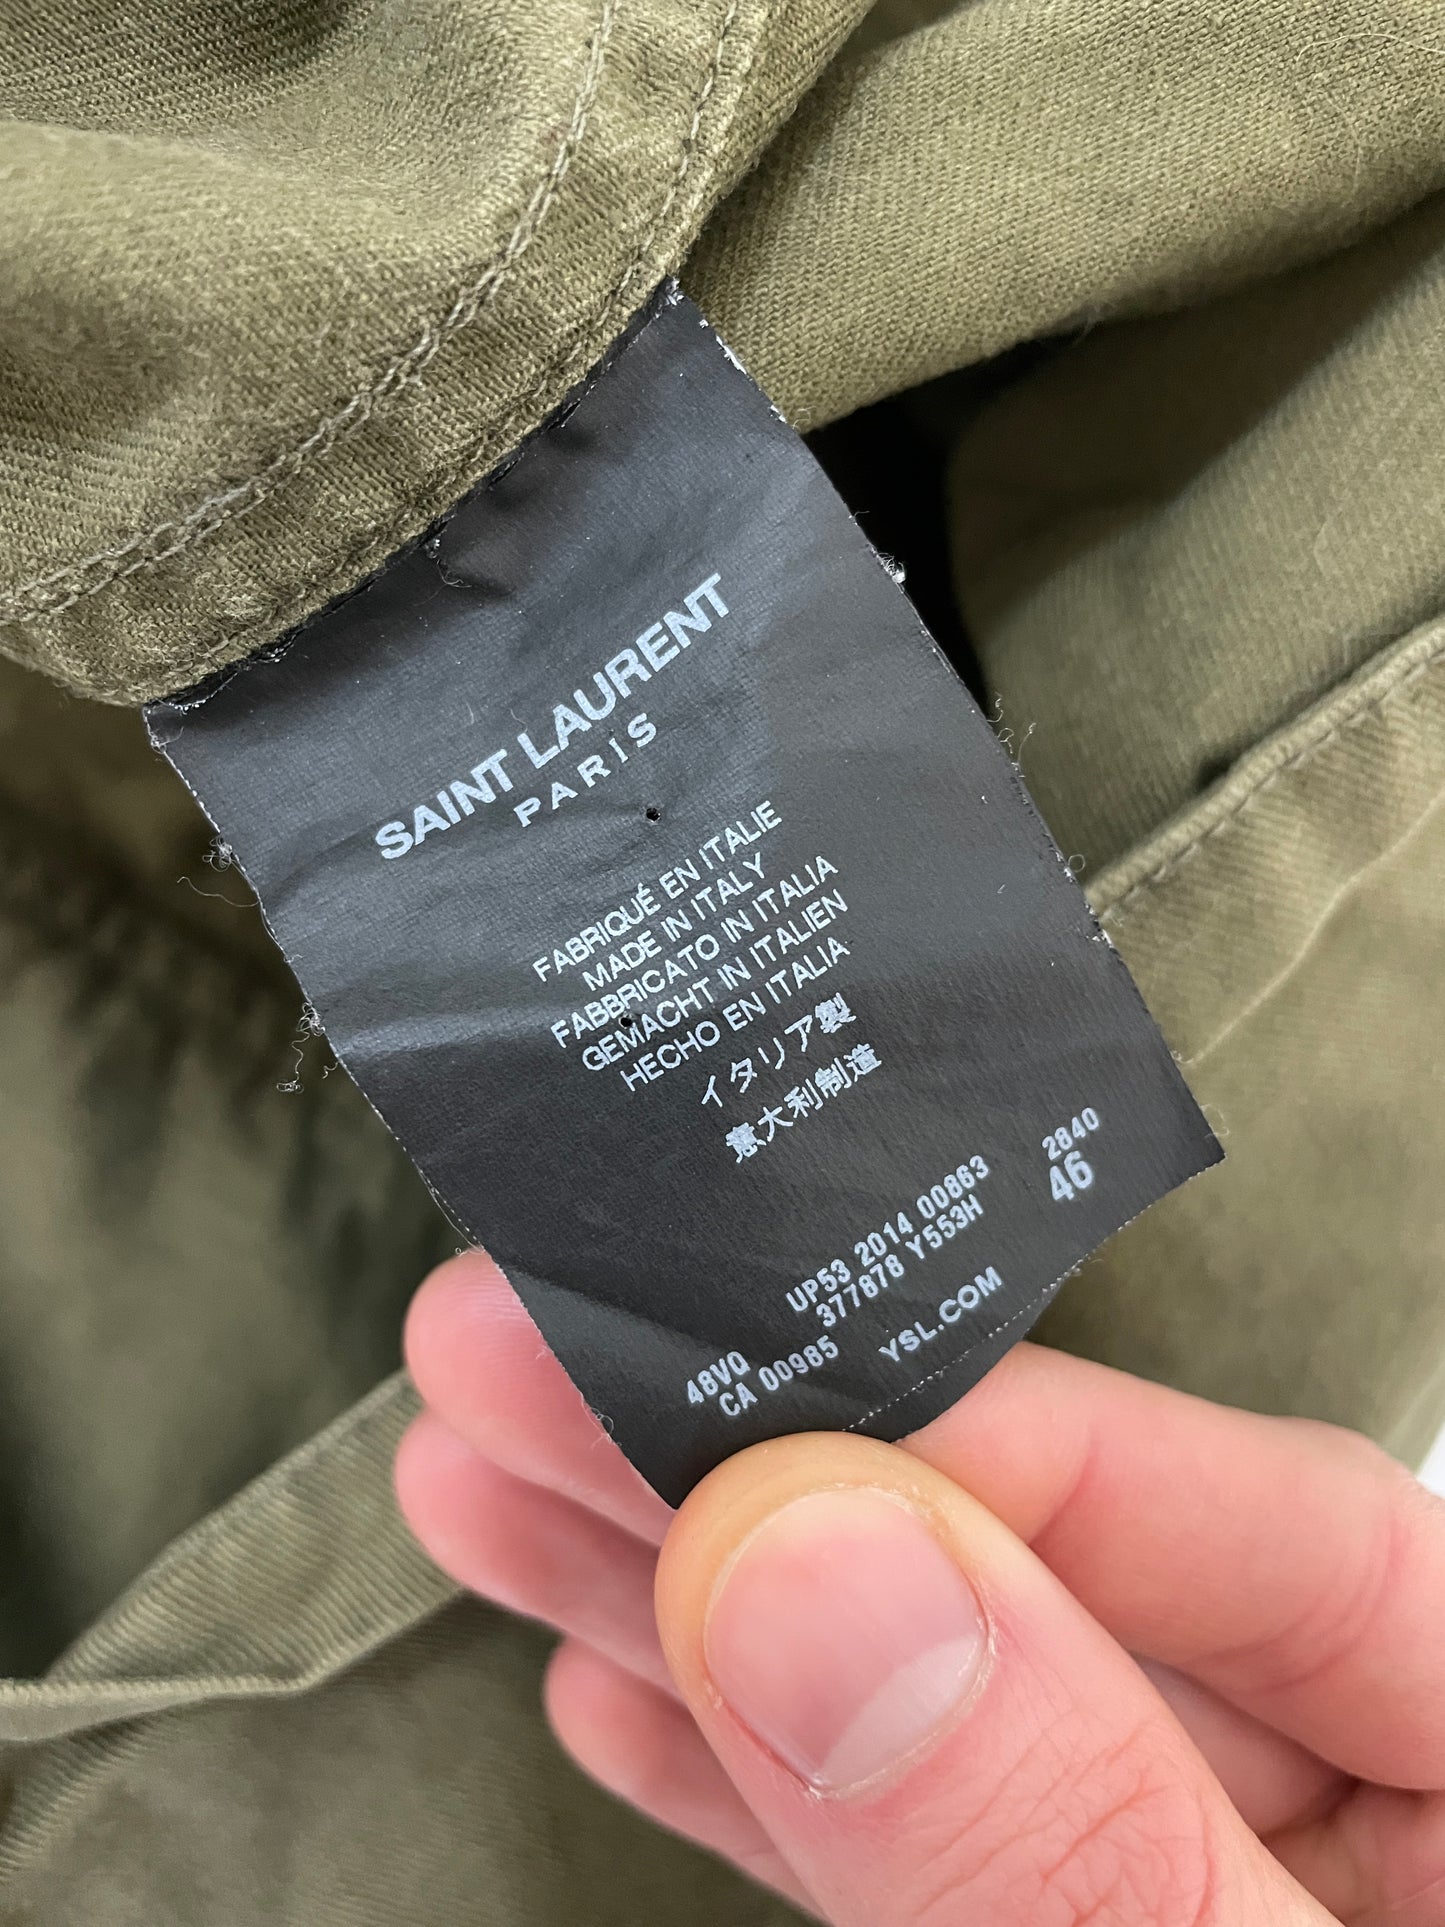 SAINT LAURENT
PARIS
FABRIQUÉ EN ITALIE
MADE IN ITALY
FABBRICATO IN ITALIA
GEMACHT IN ITALIEN
HECHO EN ITALIA
イタリア製
意大利制造
2840
46
UP53 2014 00863
377878 Y553H
48VQ
CA 00985 YSL.COM